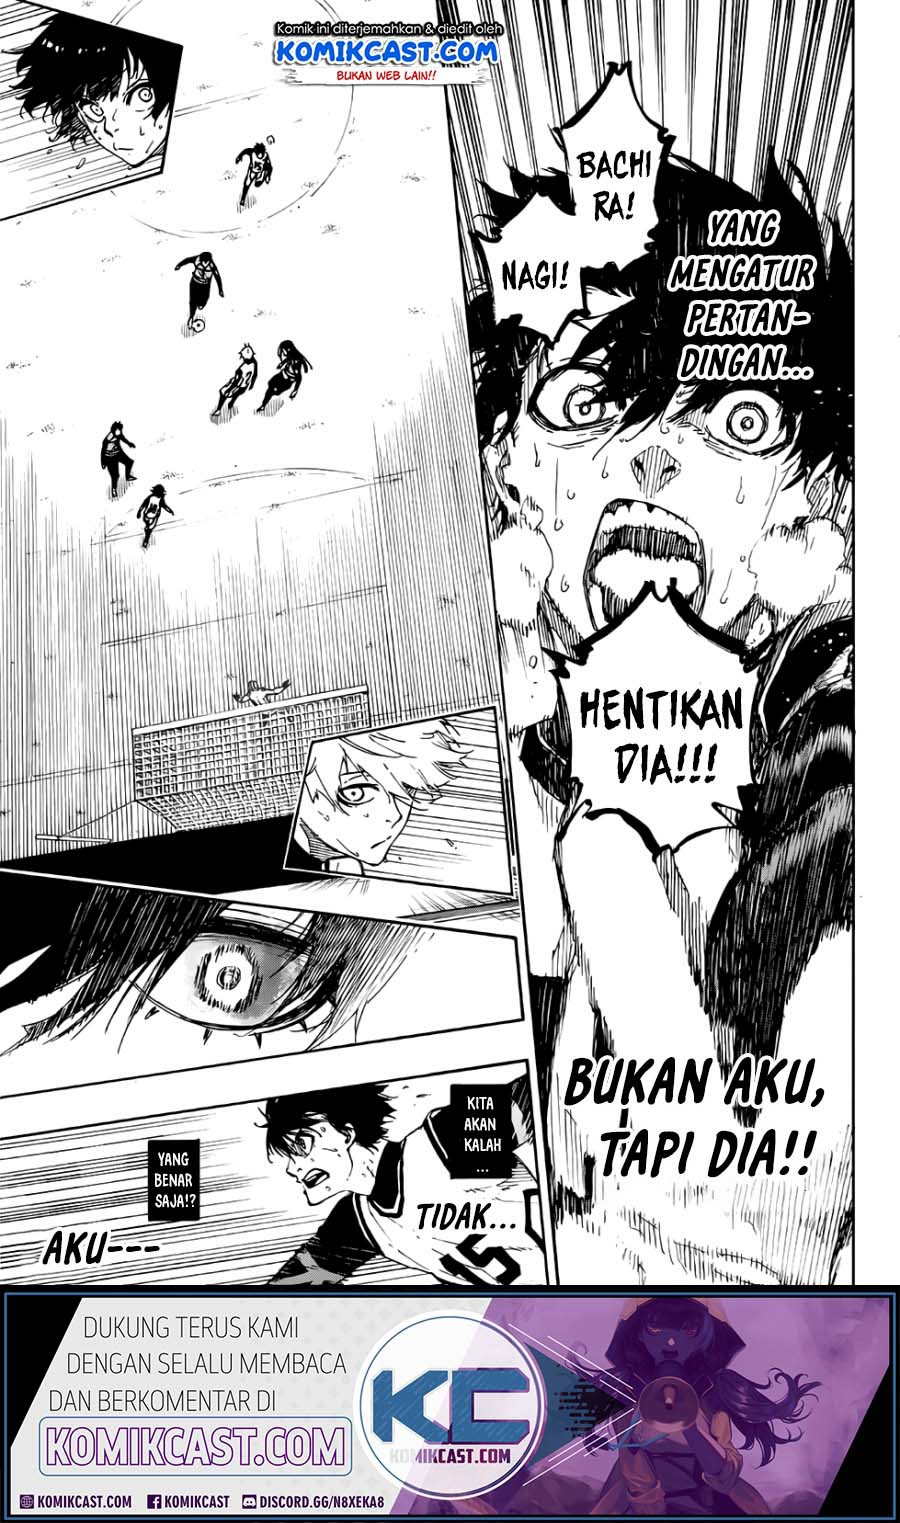 Komik ini diterjemahkan & diedit oleh
KOMIKCAST.COM
BUKAN WEB LAIN!!
BACHI
RA!
NAGI!
YANG
MENGATUR
PERTAN-
DINGAN...
HENTIKAN
DIA!!!
BUKAN AKU,
TAPI DIA!!
KITA
AKAN
KALAH
...
TIDAK...
15
YANG
BENAR
SAJA!?
AKU---
DUKUNG TERUS KAMI
DENGAN SELALU MEMBACA
DAN BERKOMENTAR DI
KOMIKCAST.COM
KOMIKCAST.COM
KOMIKCAST
DISCORD.GG/N8XEKA8
KC
KOMIKCAST.COM